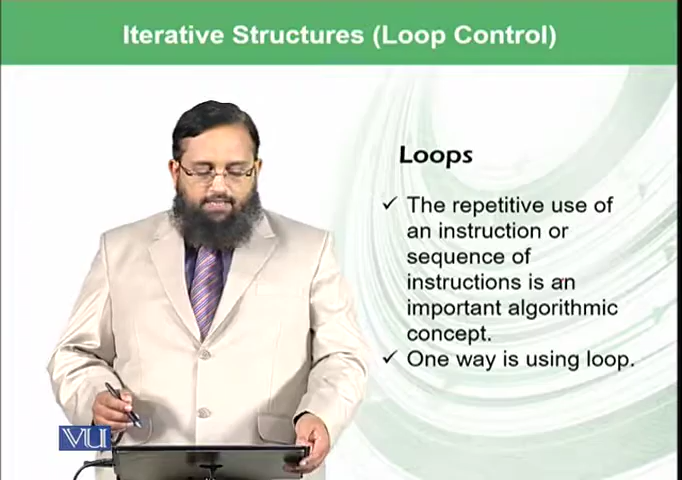 Iterative Structures (Loop Control)
Loops
✓ The repetitive use of
an instruction or
sequence of
instructions is an
important algorithmic
concept.
✓ One way is using loop.
VU